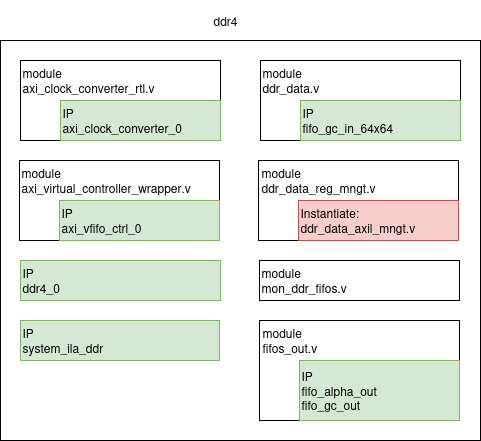 ddr4
module
axi_clock_converter_rtl.v
IP
axi_clock_converter_0
module
axi_virtual_controller_wrapper.v
IP
axi_vfifo_ctrl_0
IP
ddr4_0
IP
system_ila_ddr
module
ddr_data.v
IP
fifo_gc_in_64x64
module
ddr_data_reg_mngt.v
Instantiate:
ddr_data_axil_mngt.v
module
mon_ddr_fifos.v
module
fifos_out.v
IP
fifo_alpha_out
fifo_gc_out